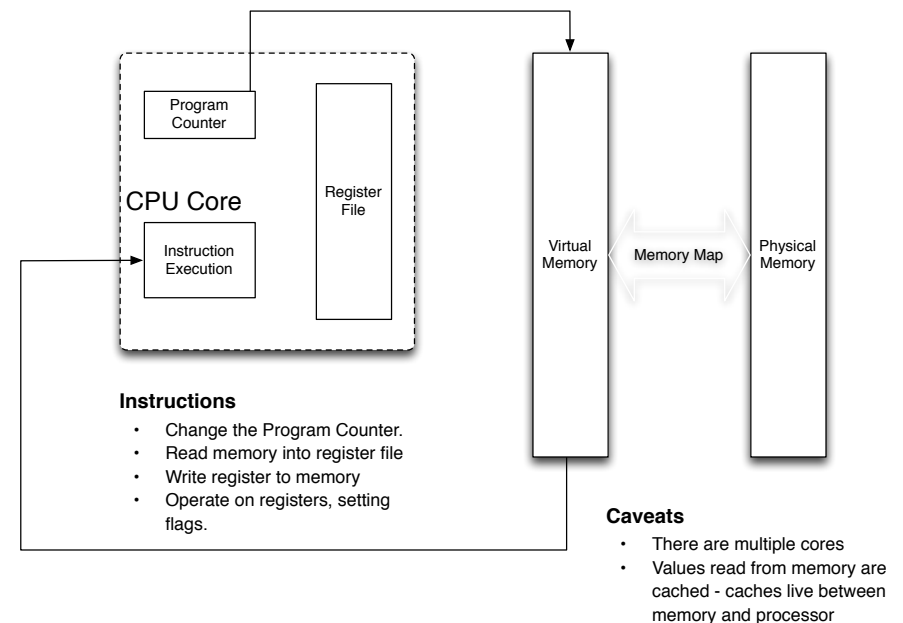 Program
Counter
CPU Core
Instruction
Execution
Register
File
Virtual
Memory
Memory Map
Physical
Memory
Instructions
• Change the Program Counter.
• Read memory into register file
• Write register to memory
• Operate on registers, setting
flags.
Caveats
• There are multiple cores
• Values read from memory are
cached - caches live between
memory and processor